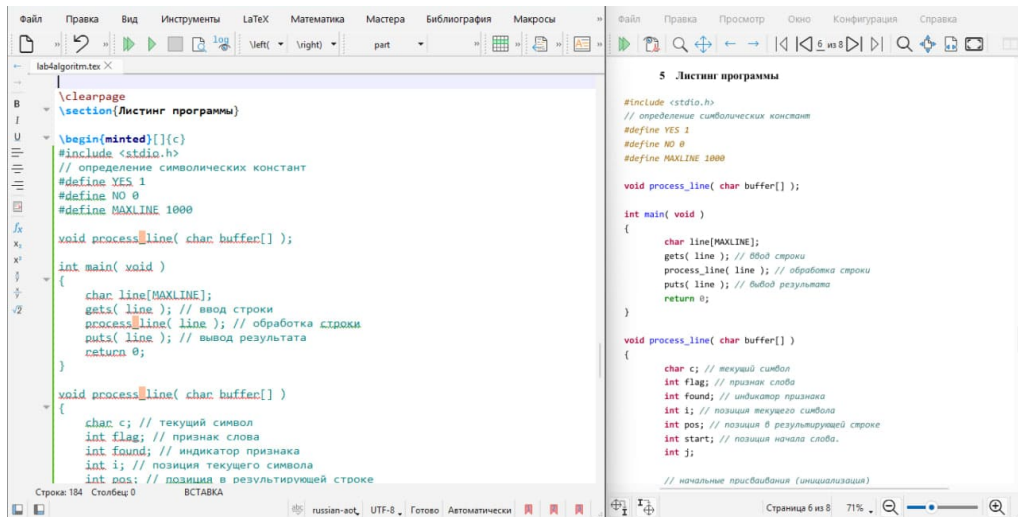 Файл Правка Вид Инструменты LaTeX Математика Мастера Библиография Макросы »
» » log \left( \right) part » » » »
lab4algoritm.tex
\clearpage
\section{Листинг программы}
\begin{minted}[]{c}
#include <stdio.h>
// определение символических констант
#define YES 1
#define NO 0
#define MAXLINE 1000
void process_line( char buffer[] );
int main( void )
{
char line[MAXLINE];
gets( line ); // ввод строки
process_line( line ); // обработка строки
puts( line ); // вывод результата
return 0;
}
void process_line( char buffer[] )
{
char c; // текущий символ
int flag; // признак слова
int found; // индикатор признака
int i; // позиция текущего символа
int pos; // позиция в результирующей строке
B
I
U
Строка: 184 Столбец: 0 ВСТАВКА
russian-aot UTF-8 Готово Автоматически
Файл Правка Просмотр Окно Конфигурация Справка
6 из 8
5 Листинг программы
#include <stdio.h>
// определение символических констант
#define YES 1
#define NO 0
#define MAXLINE 1000
void process_line( char buffer[] );
int main( void )
{
char line[MAXLINE];
gets( line ); // ввод строки
process_line( line ); // обработка строки
puts( line ); // вывод результата
return 0;
}
void process_line( char buffer[] )
{
char c; // текущий символ
int flag; // признак слова
int found; // индикатор признака
int i; // позиция текущего символа
int pos; // позиция в результирующей строке
int start; // позиция начала слова.
int j;
// начальные присваивания (инициализация)
Страница 6 из 8 71%